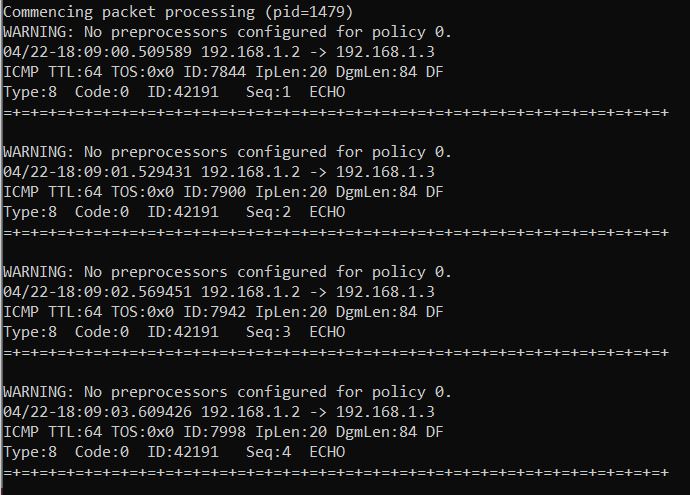 Commencing packet processing (pid=1479)
WARNING: No preprocessors configured for policy 0.
04/22-18:09:00.509589 192.168.1.2 -> 192.168.1.3
ICMP TTL:64 TOS:0x0 ID:7844 IpLen:20 DgmLen:84 DF
Type:8  Code:0  ID:42191   Seq:1  ECHO
=+=+=+=+=+=+=+=+=+=+=+=+=+=+=+=+=+=+=+=+=+=+=+=+=+=+=+=+=+=+=+=+=+=+=+=+=+

WARNING: No preprocessors configured for policy 0.
04/22-18:09:01.529431 192.168.1.2 -> 192.168.1.3
ICMP TTL:64 TOS:0x0 ID:7900 IpLen:20 DgmLen:84 DF
Type:8  Code:0  ID:42191   Seq:2  ECHO
=+=+=+=+=+=+=+=+=+=+=+=+=+=+=+=+=+=+=+=+=+=+=+=+=+=+=+=+=+=+=+=+=+=+=+=+=+

WARNING: No preprocessors configured for policy 0.
04/22-18:09:02.569451 192.168.1.2 -> 192.168.1.3
ICMP TTL:64 TOS:0x0 ID:7942 IpLen:20 DgmLen:84 DF
Type:8  Code:0  ID:42191   Seq:3  ECHO
=+=+=+=+=+=+=+=+=+=+=+=+=+=+=+=+=+=+=+=+=+=+=+=+=+=+=+=+=+=+=+=+=+=+=+=+=+

WARNING: No preprocessors configured for policy 0.
04/22-18:09:03.609426 192.168.1.2 -> 192.168.1.3
ICMP TTL:64 TOS:0x0 ID:7998 IpLen:20 DgmLen:84 DF
Type:8  Code:0  ID:42191   Seq:4  ECHO
=+=+=+=+=+=+=+=+=+=+=+=+=+=+=+=+=+=+=+=+=+=+=+=+=+=+=+=+=+=+=+=+=+=+=+=+=+